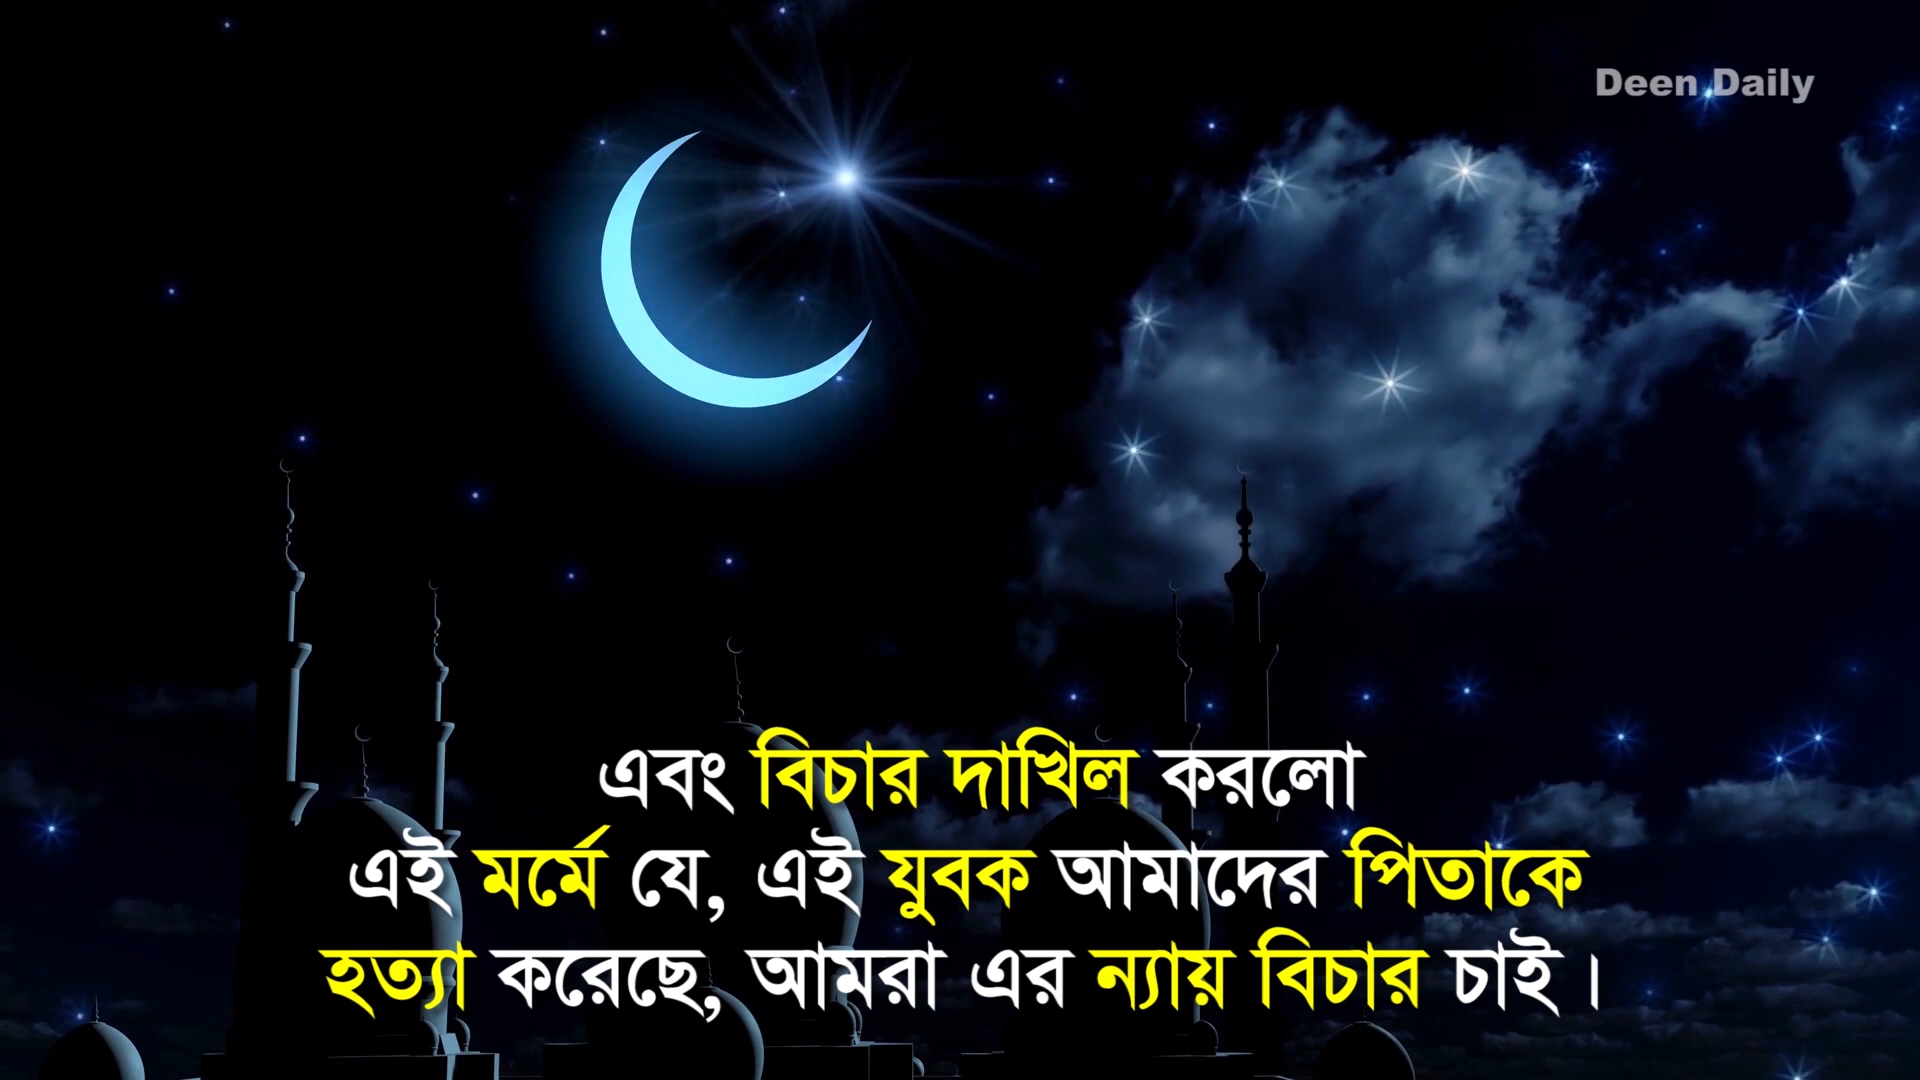 Deen Daily
এবং বিচার দাখিল করলো
এই মর্মে যে, এই যুবক আমাদের পিতাকে
হত্যা করেছে, আমরা এর ন্যায় বিচার চাই।